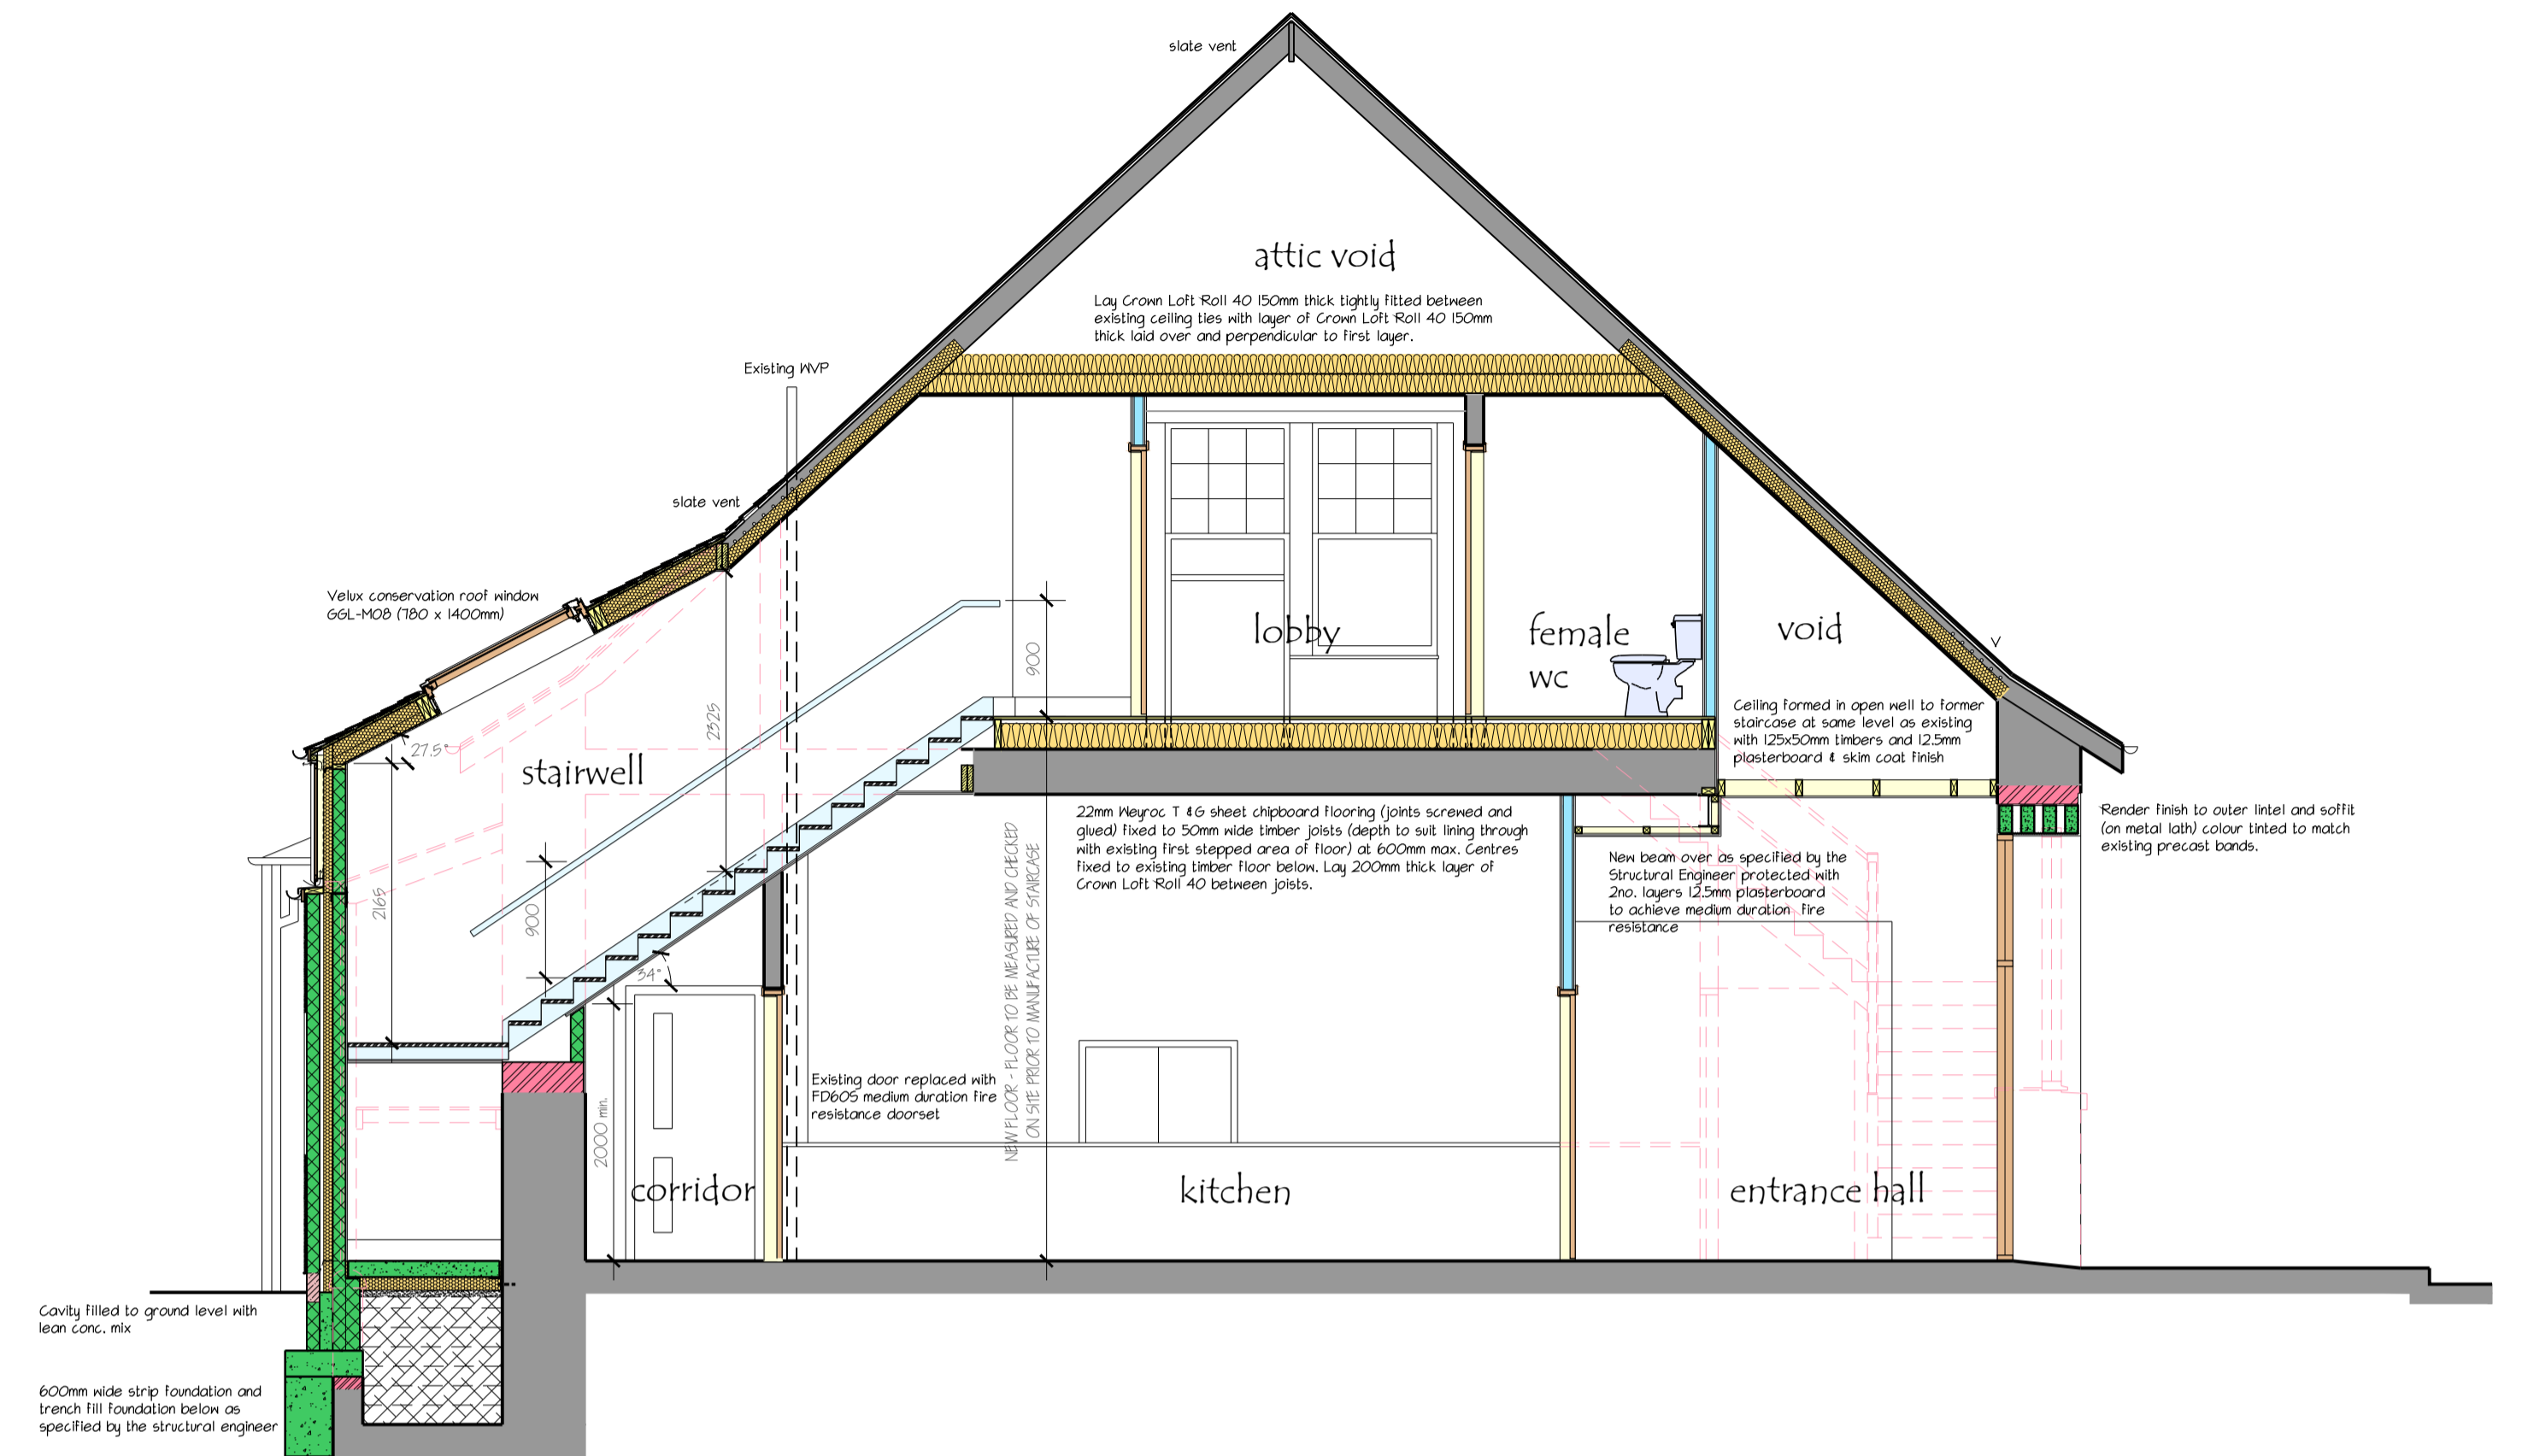 slate vent
attic void
Lay Crown Loft Roll 40 150mm thick tightly fitted between
existing ceiling ties with layer of Crown Loft Roll 40 150mm
thick laid over and perpendicular to first layer.
Existing WVP
slate vent
Velux conservation roof window
GGL-M08 (780 x 1400mm)
27.5°
stairwell
2325
900
lobby
female
wc
void
V
Ceiling formed in open well to former
staircase at same level as existing
with 125x50mm timbers and 12.5mm
plasterboard & skim coat finish
22mm Weyroc T &G sheet chipboard flooring (joints screwed and
glued) fixed to 50mm wide timber joists (depth to suit lining through
with existing first stepped area of floor) at 600mm max. Centres
fixed to existing timber floor below. Lay 200mm thick layer of
Crown Loft Roll 40 between joists.
Render finish to outer lintel and soffit
(on metal lath) colour tinted to match
existing precast bands.
New beam over as specified by the
Structural Engineer protected with
2no. layers 12.5mm plasterboard
to achieve medium duration fire
resistance
2165
900
34°
NEW FLOOR - FLOOR TO BE MEASURED AND CHECKED
ON SITE PRIOR TO MANUFACTURE OF STAIRCASE
2000 min.
Existing door replaced with
FD60S medium duration fire
resistance doorset
corridor
kitchen
entrance hall
Cavity filled to ground level with
lean conc. mix
600mm wide strip foundation and
trench fill foundation below as
specified by the structural engineer